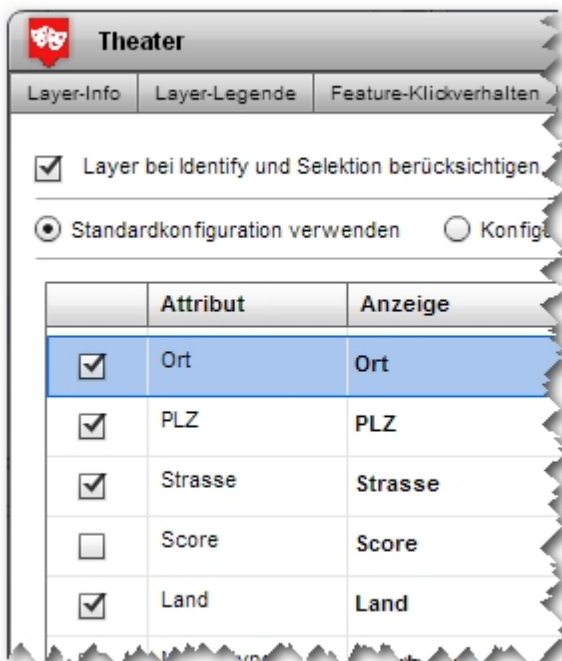 Theater
Layer-Info Layer-Legende Feature-Klickverhalten
Layer bei Identify und Selektion berücksichtigen
Standardkonfiguration verwenden
Attribut Anzeige
Ort Ort
PLZ PLZ
Strasse Strasse
Score Score
Land Land